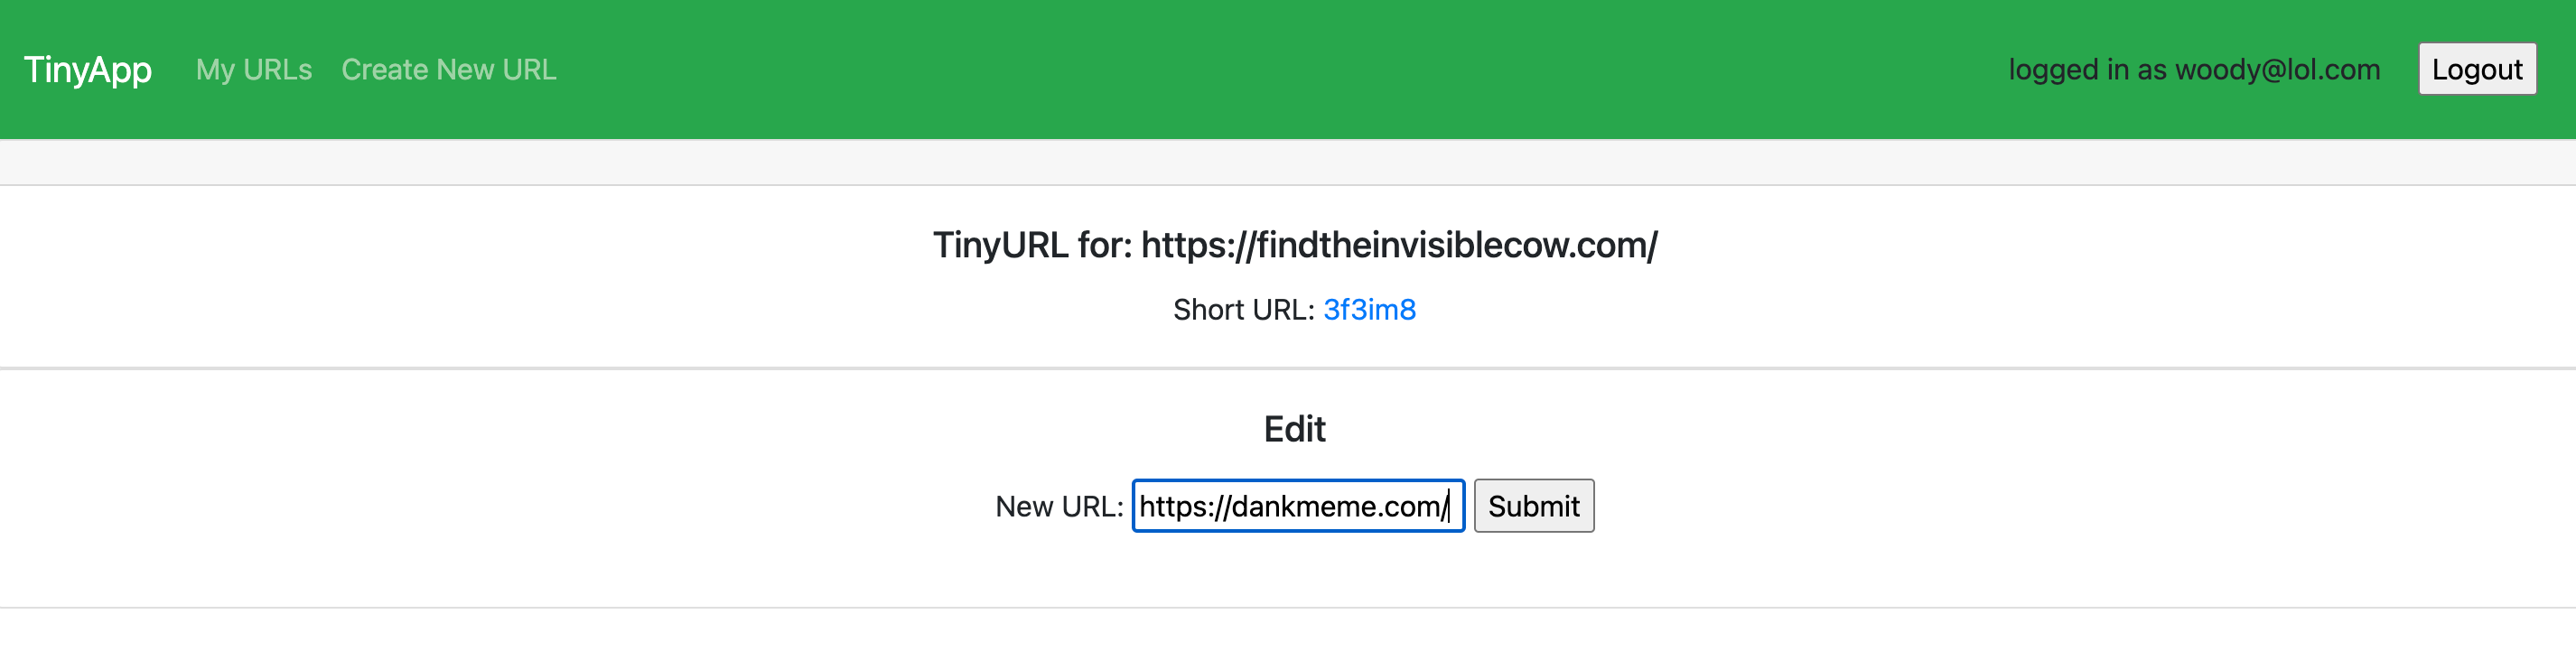 TinyApp My URLs Create New URL logged in as woody@lol.com Logout
TinyURL for: https://findtheinvisiblecow.com/
Short URL: 3f3im8
Edit
New URL: https://dankmeme.com/ Submit